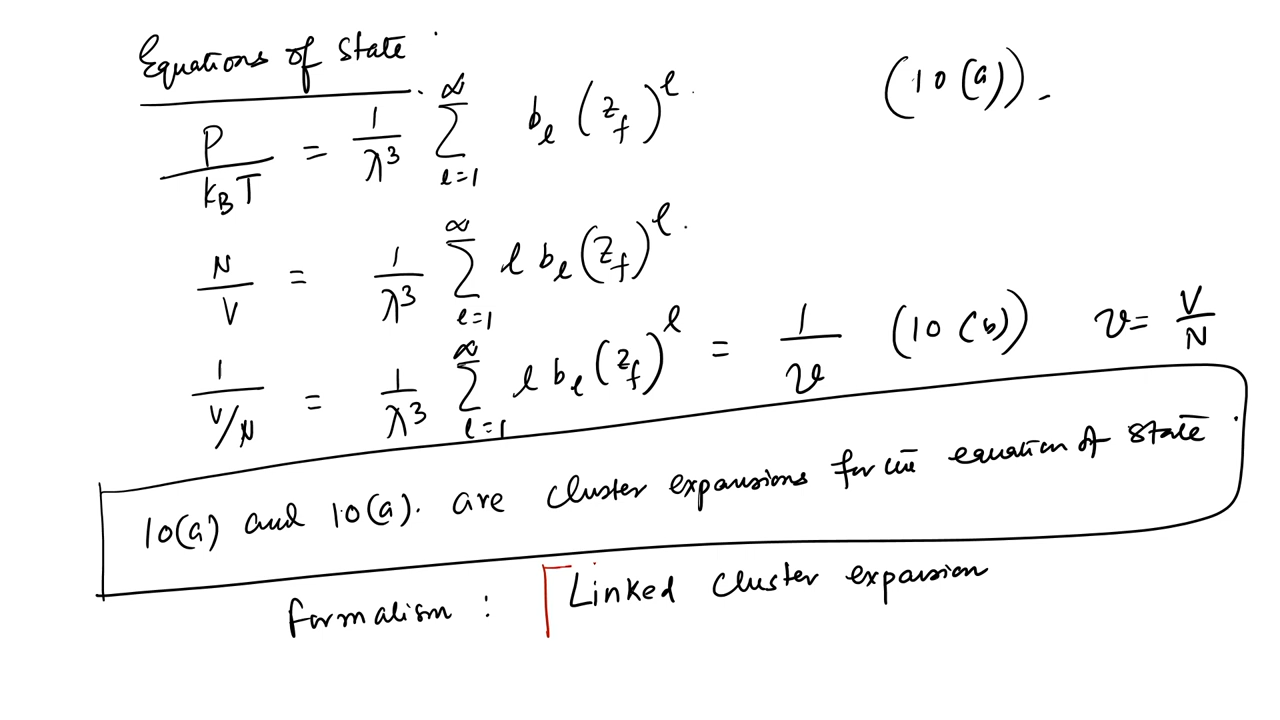 Equations of State
P/(k_B T) = 1/λ³ Σ_{l=1}^{∞} b_l (z_f)^l (10(a)).
N/V = 1/λ³ Σ_{l=1}^{∞} l b_l (z_f)^l.
1/(V/N) = 1/λ³ Σ_{l=1}^{∞} l b_l (z_f)^l = 1/v (10(b)) v = V/N
10(a) and 10(a). are cluster expansions for the equation of state.
formalism : Linked cluster expansion